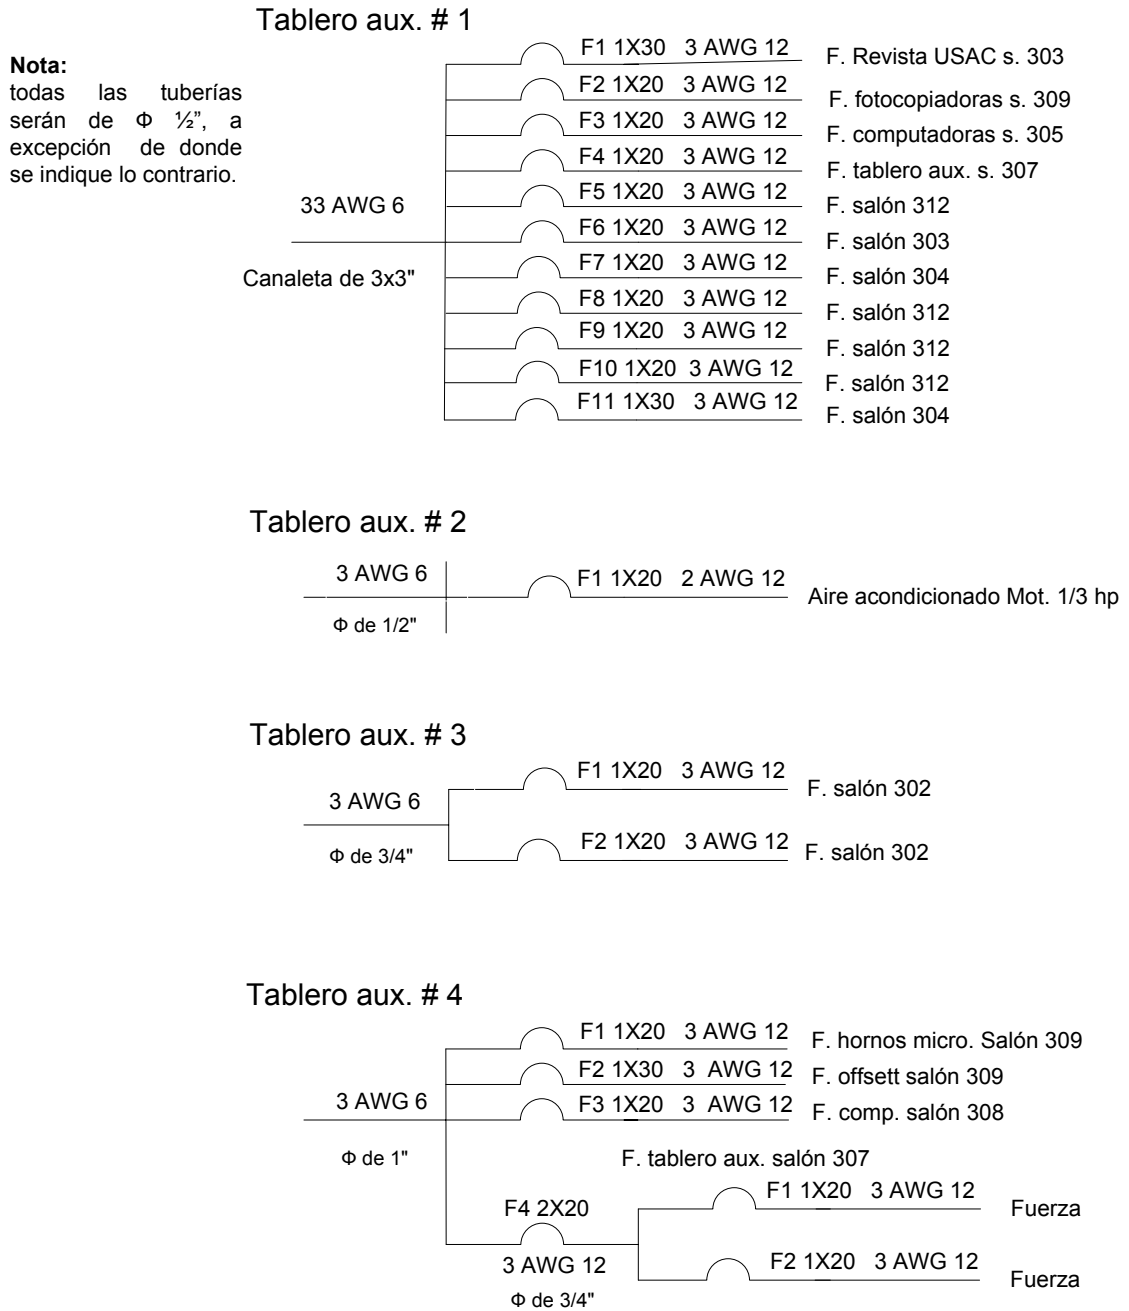 Tablero aux. # 1
Nota:
todas las tuberías
serán de Φ ½”, a
excepción de donde
se indique lo contrario.
33 AWG 6
Canaleta de 3x3"
F1 1X30 3 AWG 12 F. Revista USAC s. 303
F2 1X20 3 AWG 12 F. fotocopiadoras s. 309
F3 1X20 3 AWG 12 F. computadoras s. 305
F4 1X20 3 AWG 12 F. tablero aux. s. 307
F5 1X20 3 AWG 12 F. salón 312
F6 1X20 3 AWG 12 F. salón 303
F7 1X20 3 AWG 12 F. salón 304
F8 1X20 3 AWG 12 F. salón 312
F9 1X20 3 AWG 12 F. salón 312
F10 1X20 3 AWG 12 F. salón 312
F11 1X30 3 AWG 12 F. salón 304
Tablero aux. # 2
3 AWG 6
Φ de 1/2"
F1 1X20 2 AWG 12 Aire acondicionado Mot. 1/3 hp
Tablero aux. # 3
3 AWG 6
Φ de 3/4"
F1 1X20 3 AWG 12 F. salón 302
F2 1X20 3 AWG 12 F. salón 302
Tablero aux. # 4
3 AWG 6
Φ de 1"
F1 1X20 3 AWG 12 F. hornos micro. Salón 309
F2 1X30 3 AWG 12 F. offsett salón 309
F3 1X20 3 AWG 12 F. comp. salón 308
F. tablero aux. salón 307
F4 2X20
3 AWG 12
Φ de 3/4"
F1 1X20 3 AWG 12 Fuerza
F2 1X20 3 AWG 12 Fuerza